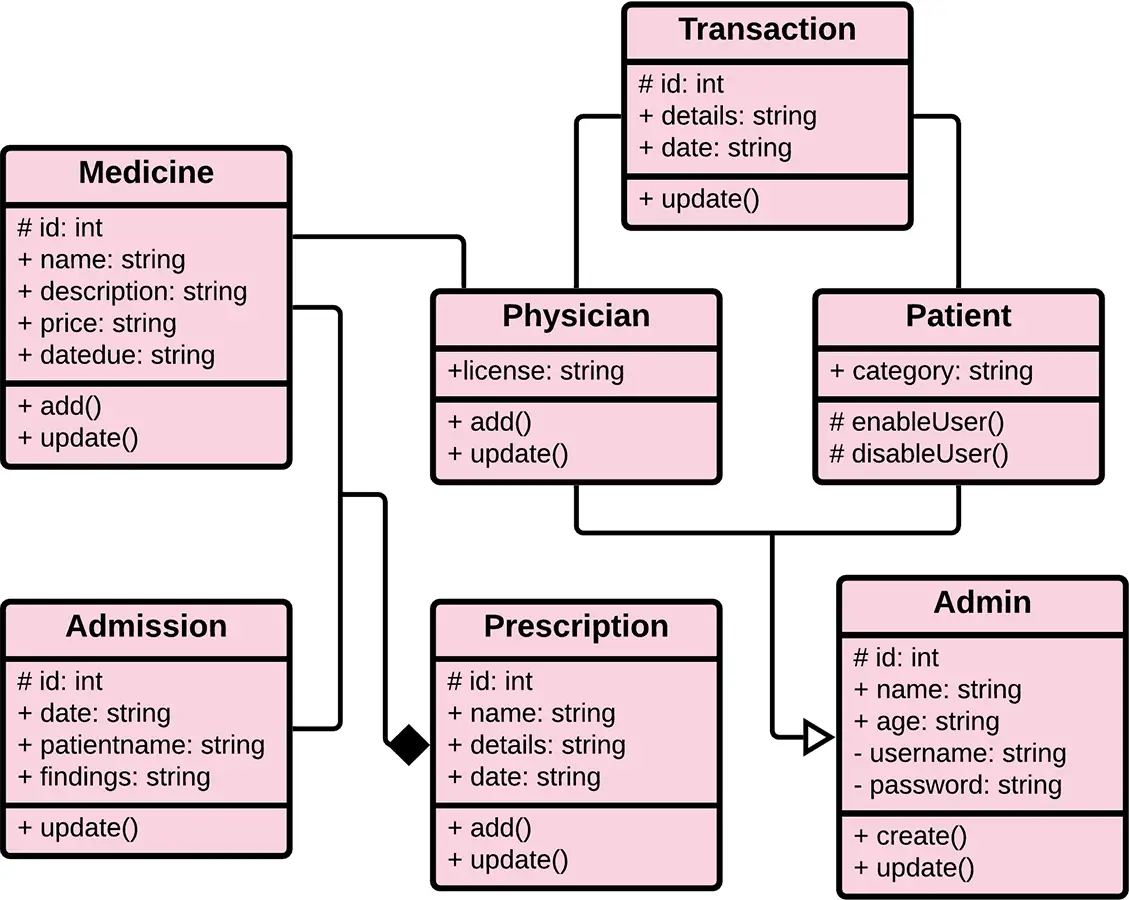 Transaction
# id: int
+ details: string
+ date: string
+ update()
Medicine
# id: int
+ name: string
+ description: string
+ price: string
+ datedue: string
+ add()
+ update()
Physician
+license: string
+ add()
+ update()
Patient
+ category: string
# enableUser()
# disableUser()
Admission
# id: int
+ date: string
+ patientname: string
+ findings: string
+ update()
Prescription
# id: int
+ name: string
+ details: string
+ date: string
+ add()
+ update()
Admin
# id: int
+ name: string
+ age: string
- username: string
- password: string
+ create()
+ update()